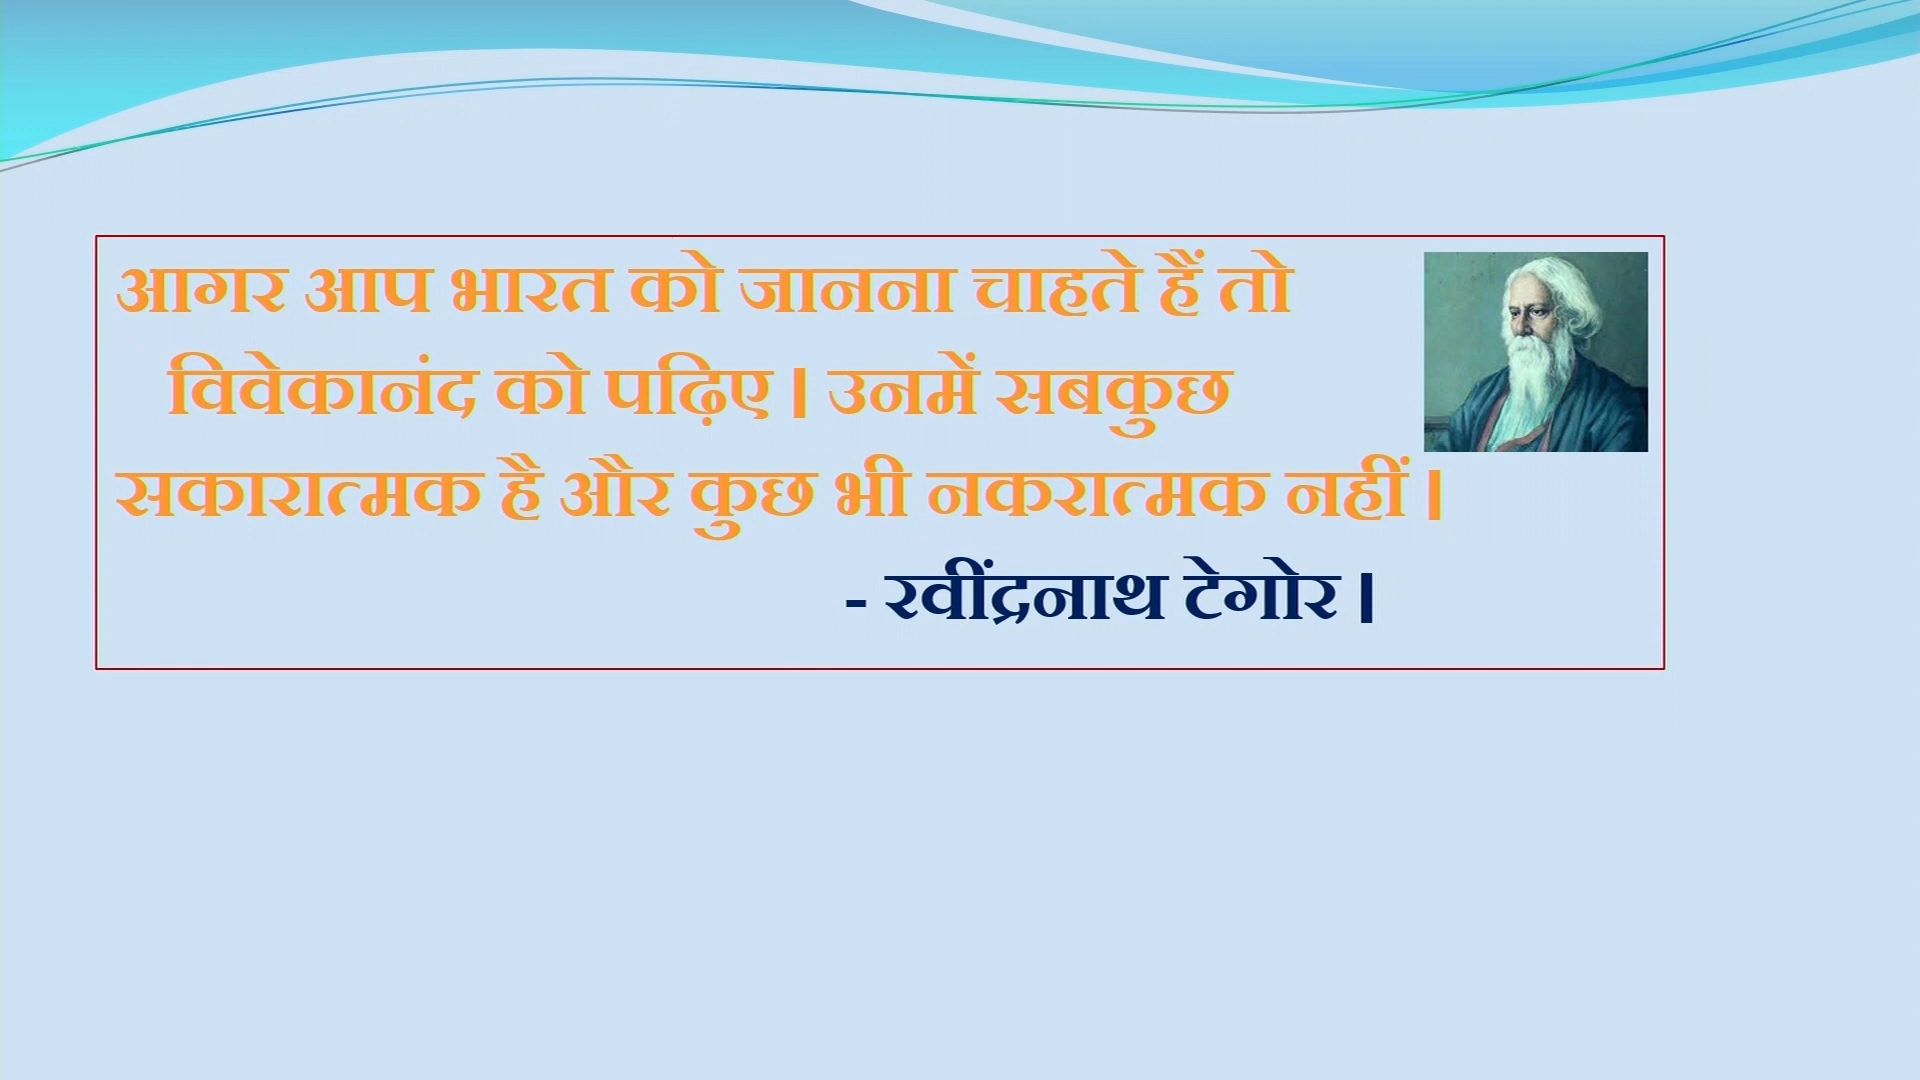 आगर आप भारत को जानना चाहते हैं तो
विवेकानंद को पढ़िए । उनमें सबकुछ
सकारात्मक है और कुछ भी नकरात्मक नहीं ।
- रवींद्रनाथ टेगोर ।